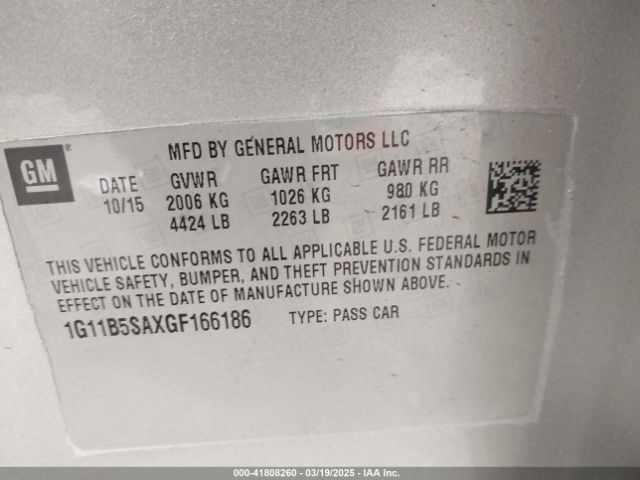 MFD BY GENERAL MOTORS LLC
GM ®
DATE GVWR GAWR FRT GAWR RR
10/15 2006 KG 1026 KG 980 KG
4424 LB 2263 LB 2161 LB
THIS VEHICLE CONFORMS TO ALL APPLICABLE U.S. FEDERAL MOTOR
VEHICLE SAFETY, BUMPER, AND THEFT PREVENTION STANDARDS IN
EFFECT ON THE DATE OF MANUFACTURE SHOWN ABOVE.
1G11B5SAXGF166186 TYPE: PASS CAR
000-41808260 - 03/19/2025 - IAA Inc.